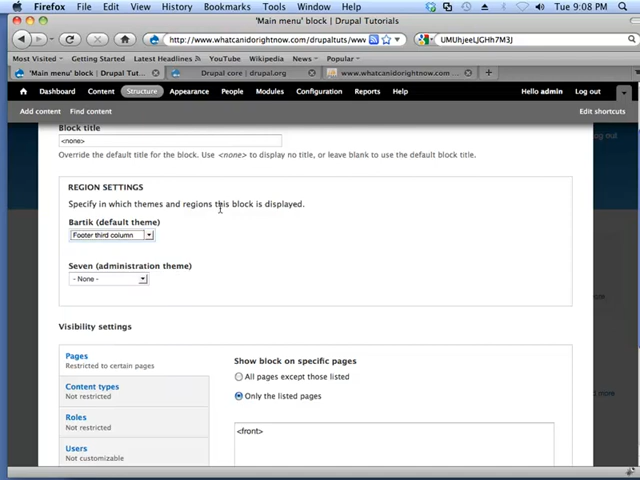 Firefox File Edit View History Bookmarks Tools Window Help Tue 9:08 PM
'Main menu' block | Drupal Tutorials
http://www.whatcanidorightnow.com/drupaltuts/www
UMUhjeeLJGHh7M3J
Most Visited Getting Started Latest Headlines YouTube Wikipedia News Popular
'Main menu' block | Drupal Tut... Drupal core | drupal.org www.whatcanidorightnow.com ...
Dashboard Content Structure Appearance People Modules Configuration Reports Help Hello admin Log out
Add content Find content Edit shortcuts
Block title
<none>
Override the default title for the block. Use <none> to display no title, or leave blank to use the default block title.
REGION SETTINGS
Specify in which themes and regions this block is displayed.
Bartik (default theme)
Footer third column
Seven (administration theme)
- None -
Visibility settings
Pages
Restricted to certain pages
Content types
Not restricted
Roles
Not restricted
Users
Not customizable
Show block on specific pages
All pages except those listed
Only the listed pages
<front>